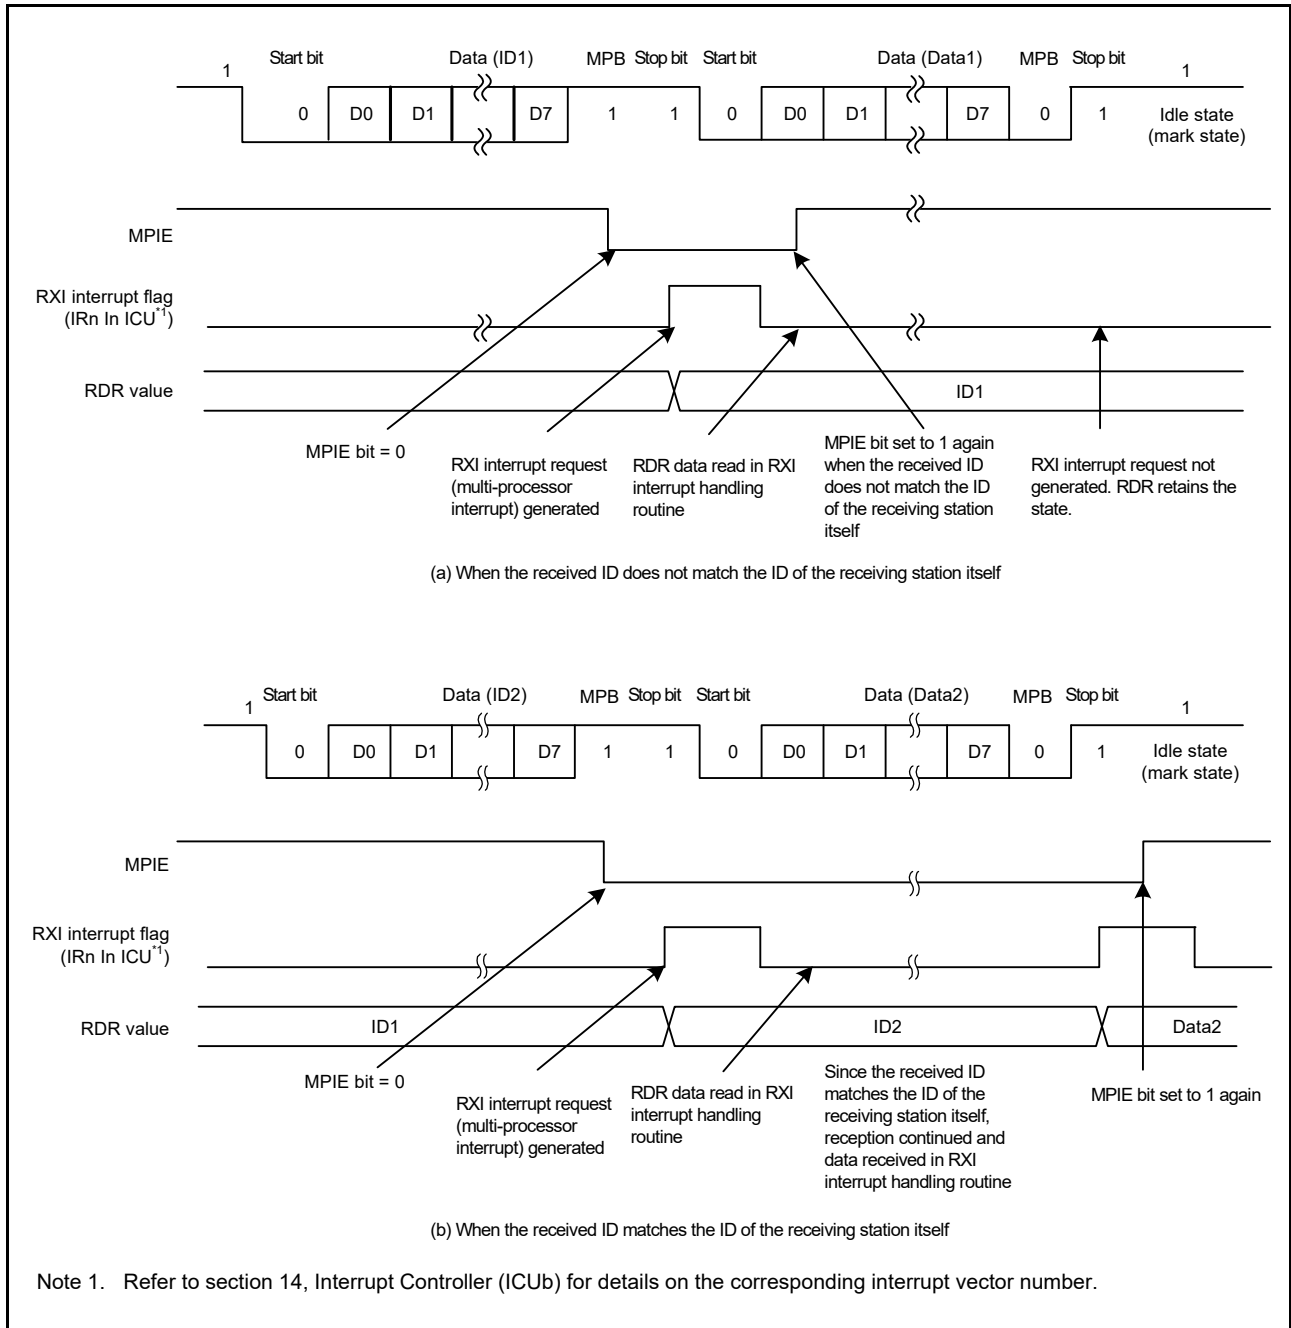 Start bit Data (ID1) MPB Stop bit Start bit Data (Data1) MPB Stop bit
1 1
0 D0 D1 D7 1 1 0 D0 D1 D7 0 1 Idle state
(mark state)
MPIE
RXI interrupt flag
(IRn In ICU*1)
RDR value ID1
MPIE bit = 0
RXI interrupt request
(multi-processor
interrupt) generated
RDR data read in RXI
interrupt handling
routine
MPIE bit set to 1 again
when the received ID
does not match the ID
of the receiving station
itself
RXI interrupt request not
generated. RDR retains the
state.
(a) When the received ID does not match the ID of the receiving station itself
Start bit Data (ID2) MPB Stop bit Start bit Data (Data2) MPB Stop bit
1 1
0 D0 D1 D7 1 1 0 D0 D1 D7 0 1 Idle state
(mark state)
MPIE
RXI interrupt flag
(IRn In ICU*1)
RDR value ID1 ID2 Data2
MPIE bit = 0
RXI interrupt request
(multi-processor
interrupt) generated
RDR data read in RXI
interrupt handling
routine
Since the received ID
matches the ID of the
receiving station itself,
reception continued and
data received in RXI
interrupt handling routine
MPIE bit set to 1 again
(b) When the received ID matches the ID of the receiving station itself
Note 1. Refer to section 14, Interrupt Controller (ICUb) for details on the corresponding interrupt vector number.